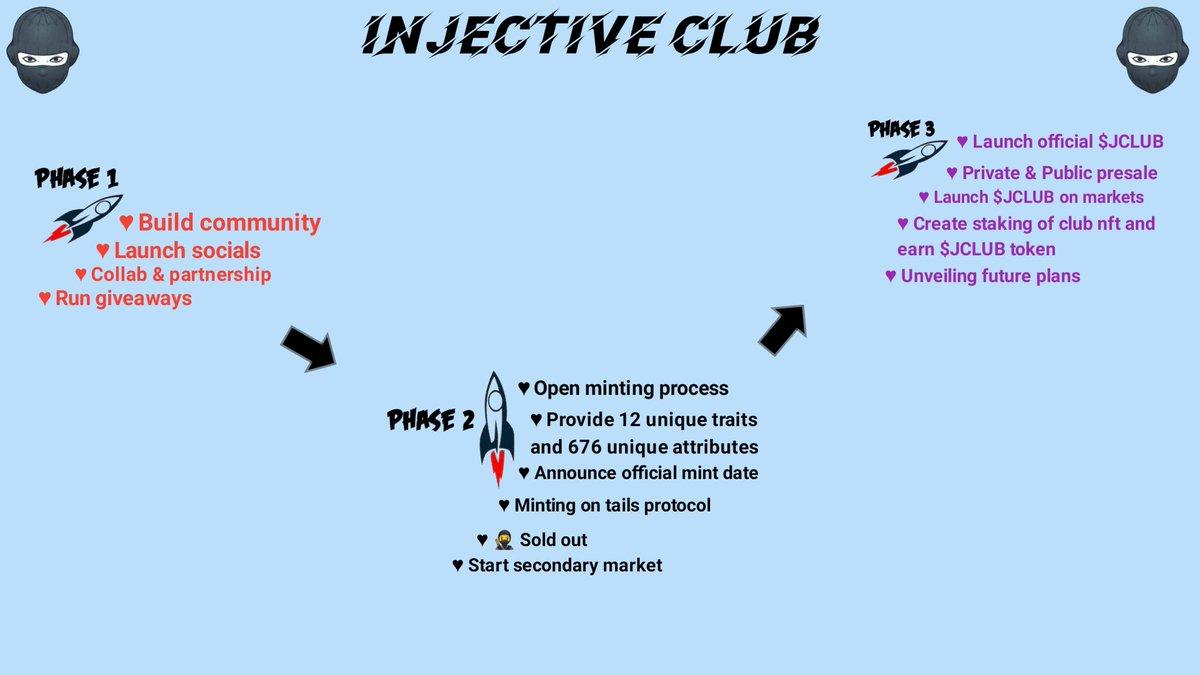 INJECTIVE CLUB
PHASE 1
♥ Build community
♥ Launch socials
♥ Collab & partnership
♥ Run giveaways
PHASE 2
♥ Open minting process
♥ Provide 12 unique traits
and 676 unique attributes
♥ Announce official mint date
♥ Minting on tails protocol
♥ 🥷 Sold out
♥ Start secondary market
PHASE 3
♥ Launch official $JCLUB
♥ Private & Public presale
♥ Launch $JCLUB on markets
♥ Create staking of club nft and
earn $JCLUB token
♥ Unveiling future plans